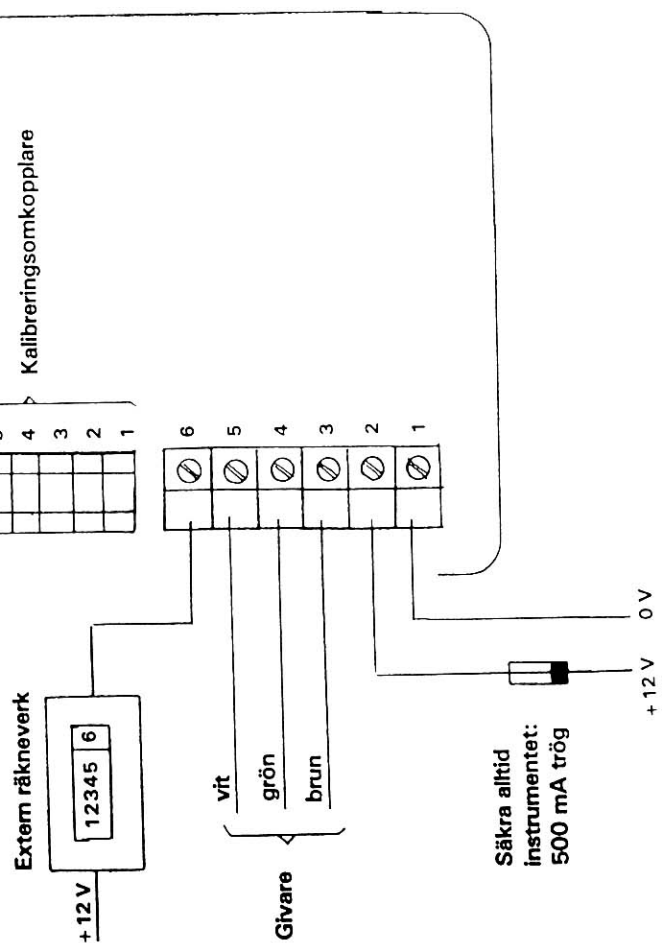 Kalibreringsomkopplare
4
3
2
1
Extern räkneverk
+ 12 V
12345 6
6
5
4
3
2
1
Givare
vit
grön
brun
Säkra alltid
instrumentet:
500 mA trög
+ 12 V
0 V